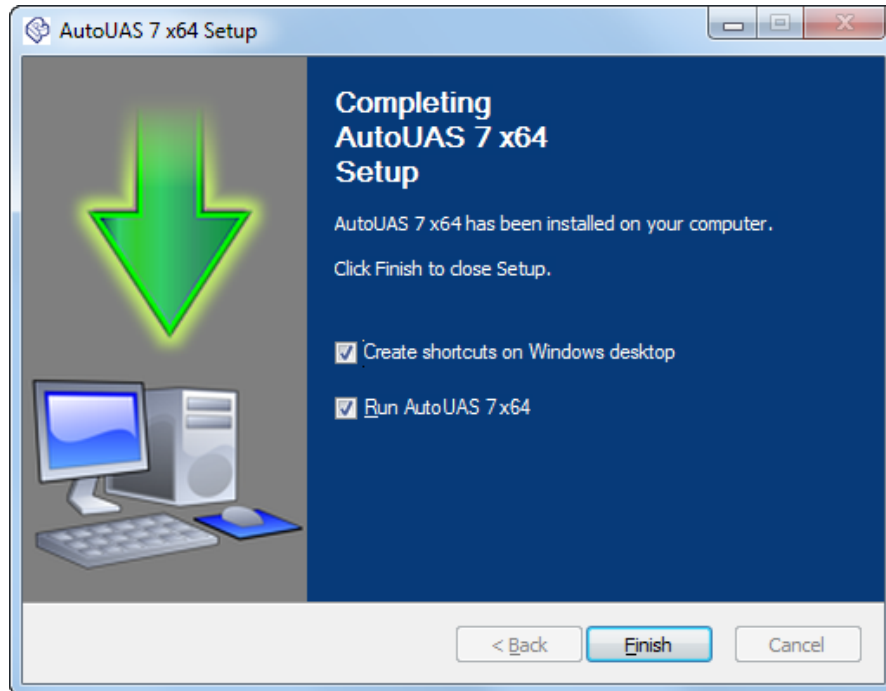 AutoUAS 7 x64 Setup
Completing
AutoUAS 7 x64
Setup
AutoUAS 7 x64 has been installed on your computer.
Click Finish to close Setup.
Create shortcuts on Windows desktop
Run AutoUAS 7 x64
< Back
Finish
Cancel